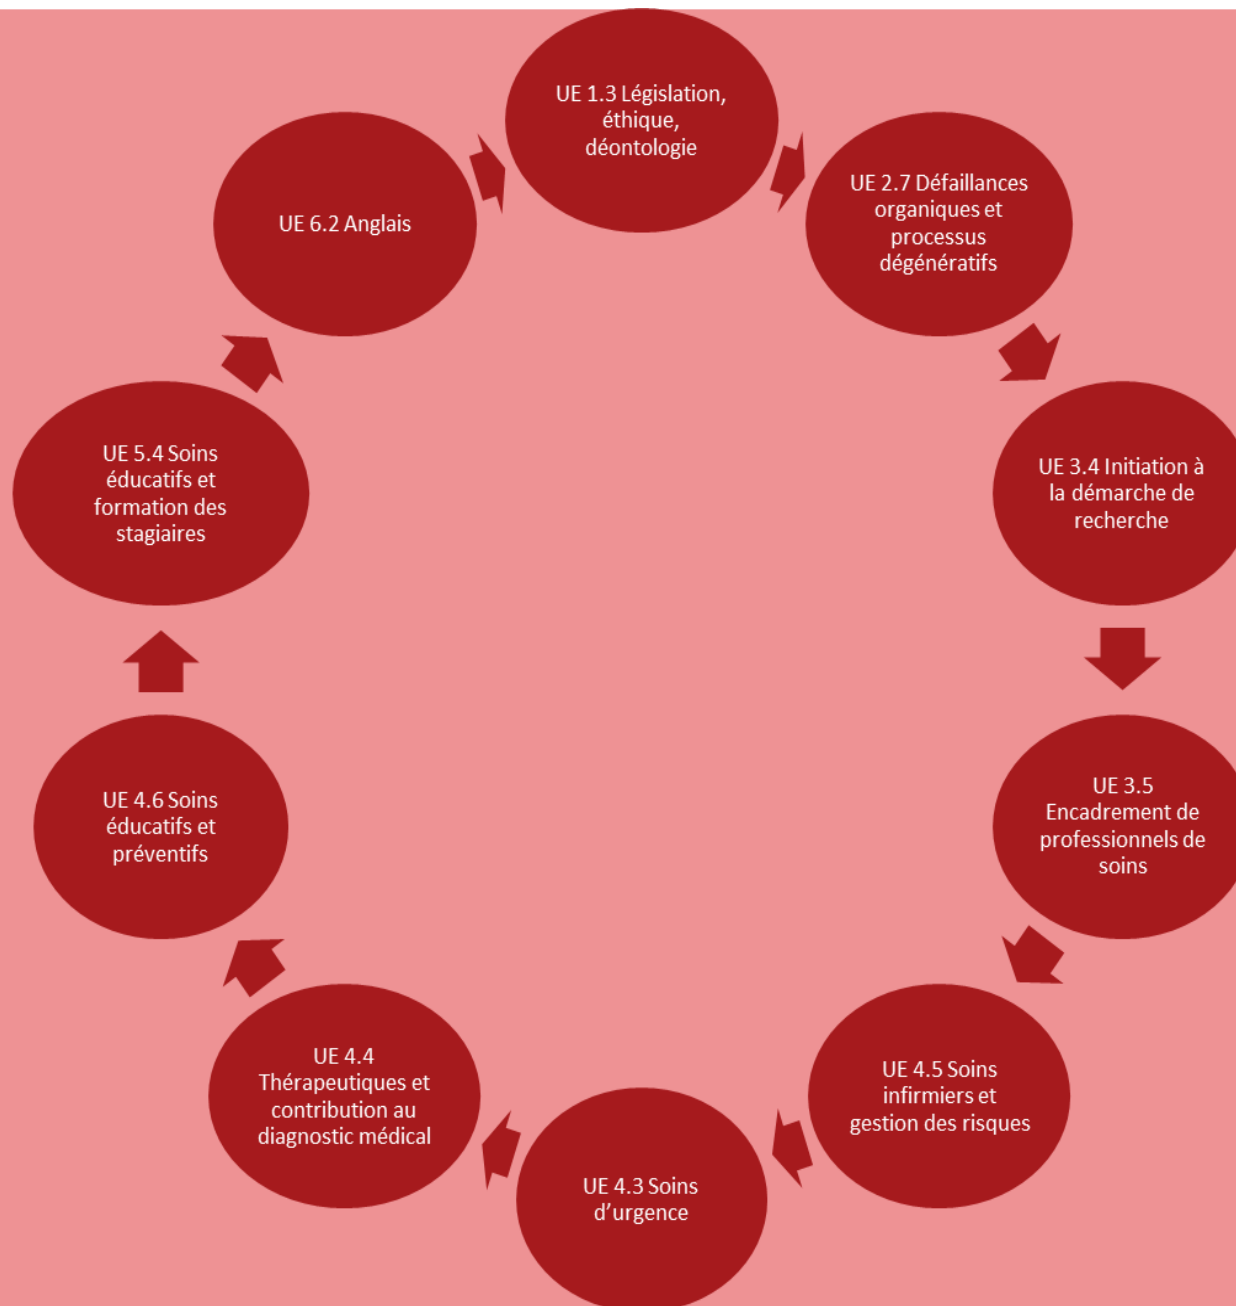 UE 1.3 Législation,
éthique,
déontologie
UE 2.7 Défaillances
organiques et
processus
dégénératifs
UE 3.4 Initiation à
la démarche de
recherche
UE 3.5
Encadrement de
professionnels de
soins
UE 4.5 Soins
infirmiers et
gestion des risques
UE 4.3 Soins
d’urgence
UE 4.4
Thérapeutiques et
contribution au
diagnostic médical
UE 4.6 Soins
éducatifs et
préventifs
UE 5.4 Soins
éducatifs et
formation des
stagiaires
UE 6.2 Anglais